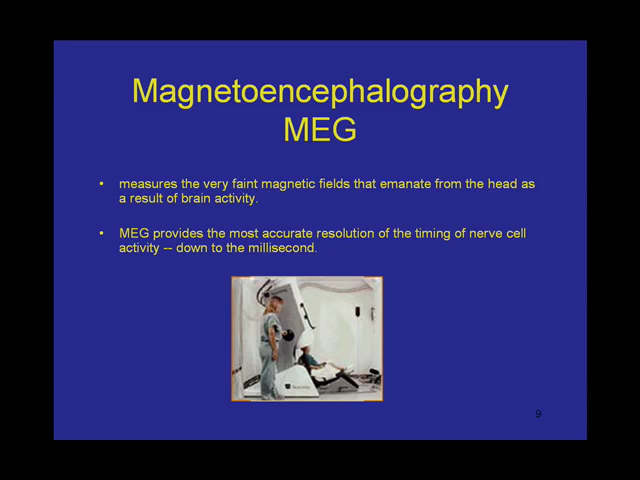 Magnetoencephalography
MEG
• measures the very faint magnetic fields that emanate from the head as
a result of brain activity.
• MEG provides the most accurate resolution of the timing of nerve cell
activity -- down to the millisecond.
9